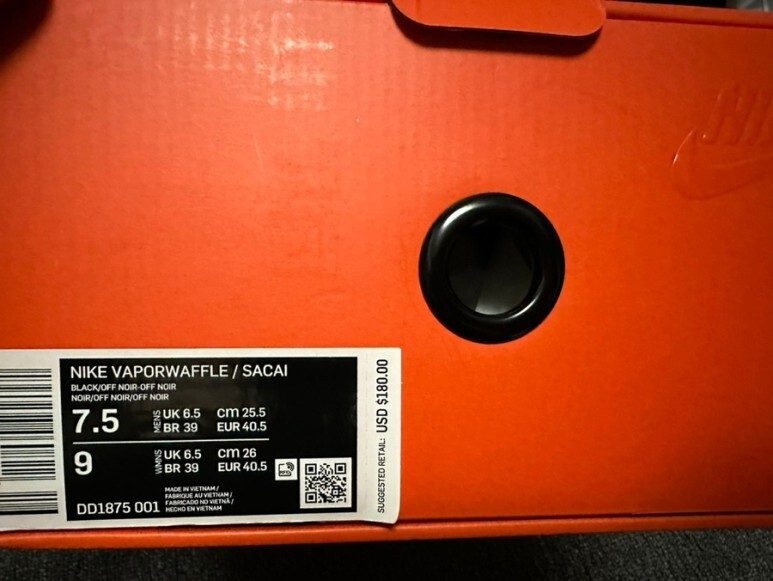 NIKE VAPORWAFFLE / SACAI
BLACK/OFF NOIR-OFF NOIR
NOIR/OFF NOIR/OFF NOIR
7.5 MENS UK 6.5 cm 25.5
BR 39 EUR 40.5
9 WMNS UK 6.5 cm 26
BR 39 EUR 40.5
MADE IN VIETNAM /
FABRIQUE AU VIETNAM /
FABRICADO NO VIETNÃ /
HECHO EN VIETNAM
DD1875 001
SUGGESTED RETAIL: USD $180.00